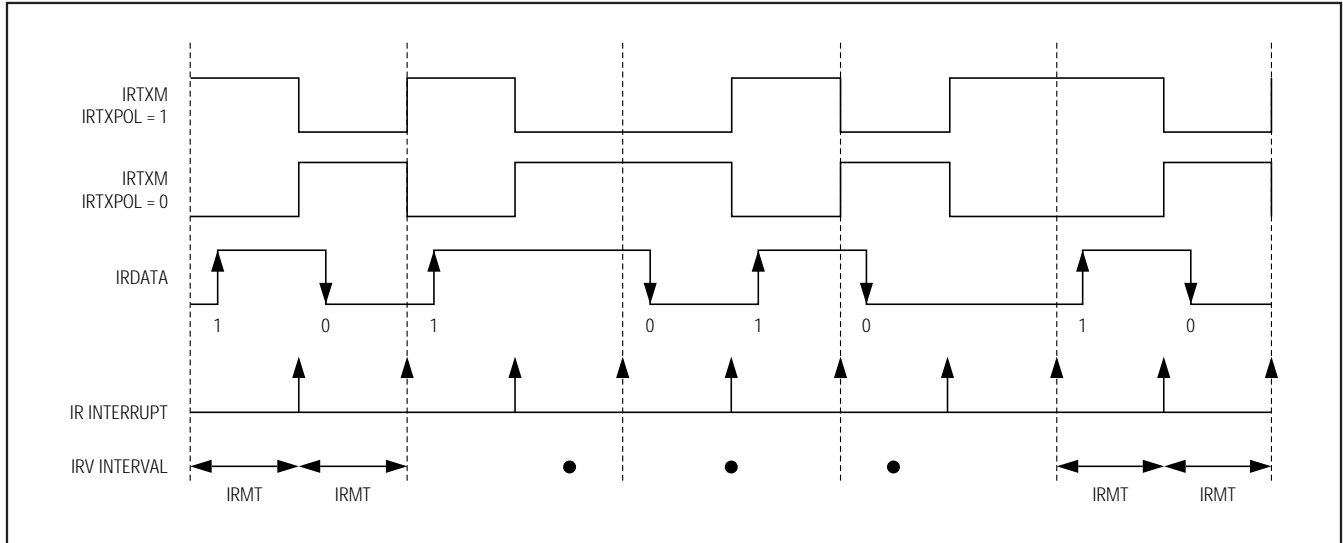 IRTXM
IRTXPOL = 1
IRTXM
IRTXPOL = 0
IRDATA
1 0 1 0 1 0 1 0
IR INTERRUPT
IRV INTERVAL
IRMT IRMT IRMT IRMT